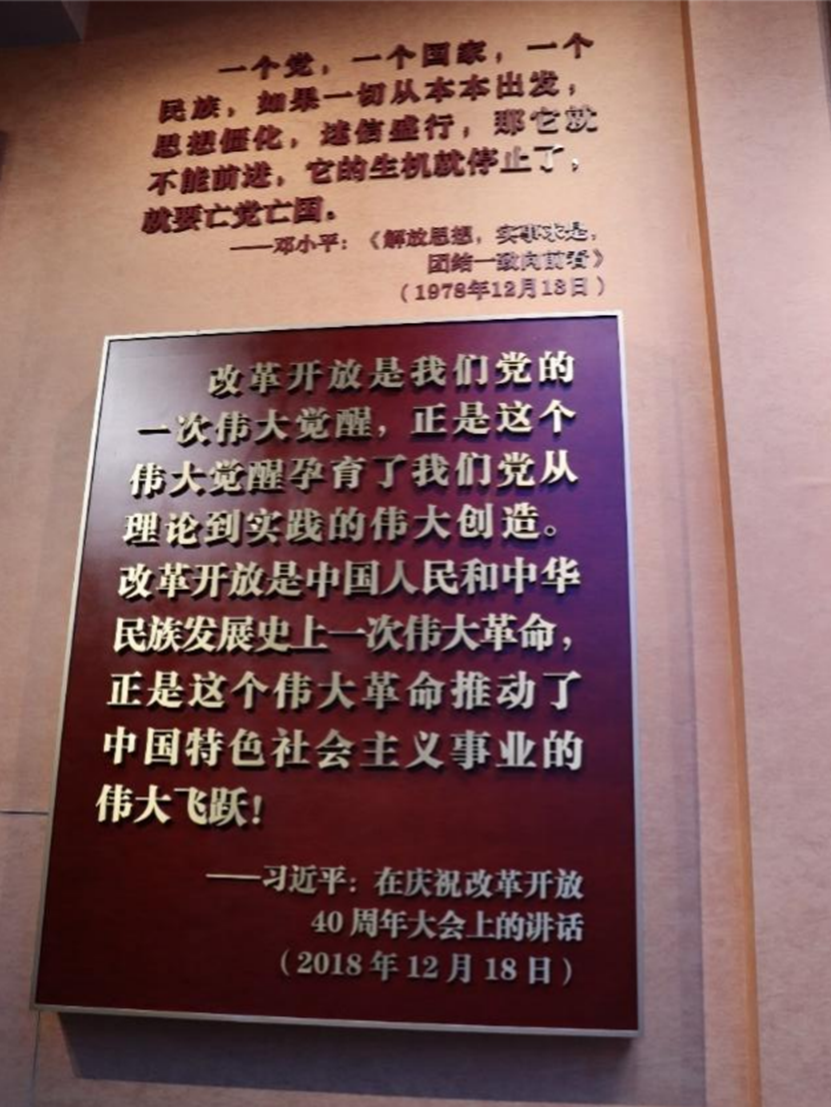 一个党，一个国家，一个
民族，如果一切从本本出发，
思想僵化，迷信盛行，那它就
不能前进，它的生机就停止了，
就要亡党亡国。
——邓小平：《解放思想，实事求是，
团结一致向前看》
（1978年12月13日）
改革开放是我们党的
一次伟大觉醒，正是这个
伟大觉醒孕育了我们党从
理论到实践的伟大创造。
改革开放是中国人民和中华
民族发展史上一次伟大革命，
正是这个伟大革命推动了
中国特色社会主义事业的
伟大飞跃！
——习近平：在庆祝改革开放
40周年大会上的讲话
（2018年12月18日）